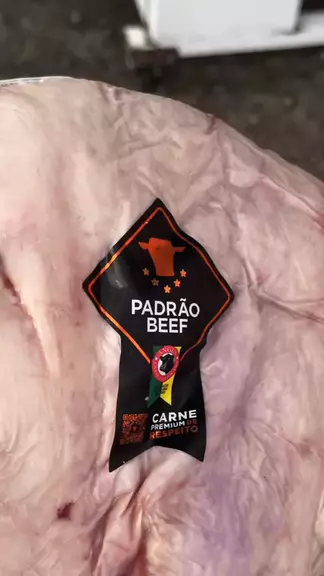 PADRÃO
BEEF
CARNE
PREMIUM DE
RESPEITO